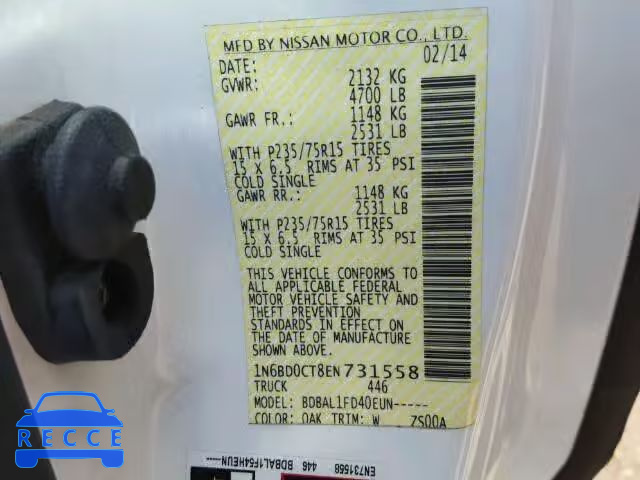 MFD BY NISSAN MOTOR CO., LTD.
DATE: 02/14
GVWR: 2132 KG
4700 LB
GAWR FR.: 1148 KG
2531 LB
WITH P235/75R15 TIRES
15 X 6.5 RIMS AT 35 PSI
COLD SINGLE
GAWR RR.: 1148 KG
2531 LB
WITH P235/75R15 TIRES
15 X 6.5 RIMS AT 35 PSI
COLD SINGLE
THIS VEHICLE CONFORMS TO
ALL APPLICABLE FEDERAL
MOTOR VEHICLE SAFETY AND
THEFT PREVENTION
STANDARDS IN EFFECT ON
THE DATE OF MANUFACTURE
SHOWN ABOVE.
1N6BD0CT8EN731558
TRUCK 446
MODEL: BDBAL1FD40EUN-----
COLOR: QAK TRIM: W ZS00A
EN731558 446 BDBAL1F54HEUN-----
RECCE